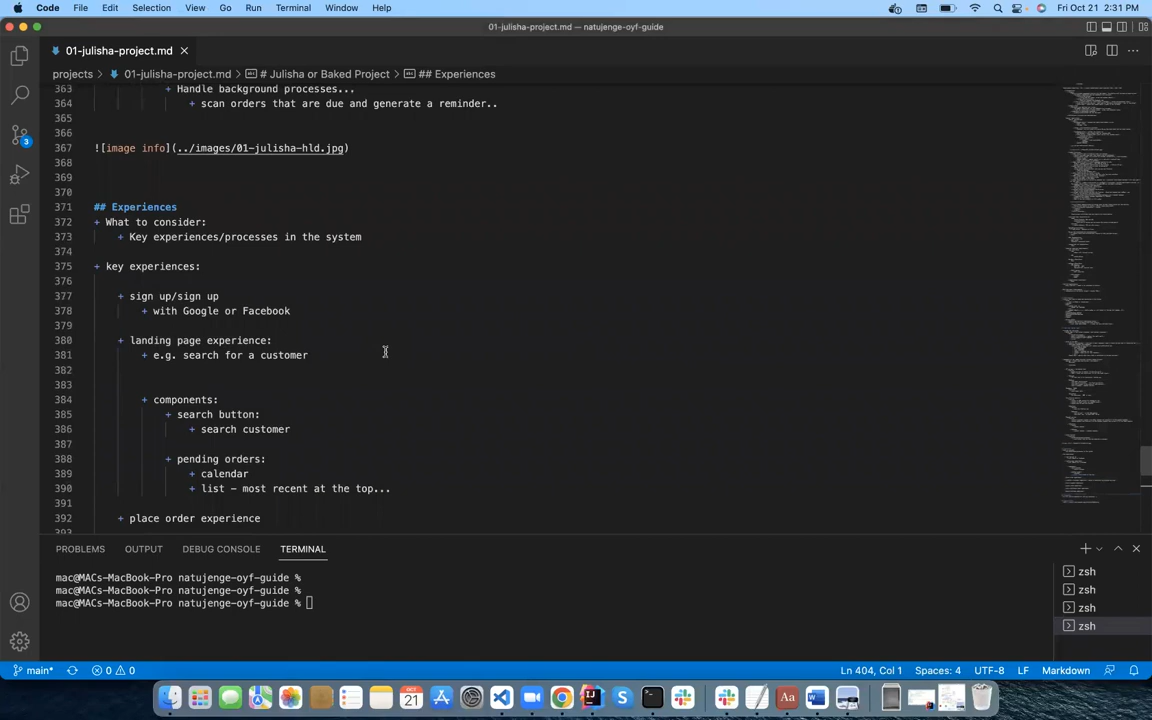 Code File Edit Selection View Go Run Terminal Window Help Fri Oct 21 2:31 PM
01-julisha-project.md — natujenge-oyf-guide
01-julisha-project.md
projects > 01-julisha-project.md > # Julisha or Baked Project > ## Experiences
363 + Handle background processes...
364 + scan orders that are due and generate a reminder..
365
366
367 ![image info](../images/01-julisha-hld.jpg)
368
369
370
371 ## Experiences
372 + What to consider:
373 + Key experiences/processes in the system
374
375 + key experiences:
376
377 + sign up/sign up
378 + with Google or Facebook
379
380 + landing page experience:
381 + e.g. search for a customer
382
383
384 + components:
385 + search button:
386 + search customer
387
388 + pending orders:
389 + calendar
390 + list - most recent at the top...
391
392 + place order experience
393
3
PROBLEMS OUTPUT DEBUG CONSOLE TERMINAL
mac@MACs-MacBook-Pro natujenge-oyf-guide %
mac@MACs-MacBook-Pro natujenge-oyf-guide %
mac@MACs-MacBook-Pro natujenge-oyf-guide %
zsh
zsh
zsh
zsh
main* 0 0 Ln 404, Col 1 Spaces: 4 UTF-8 LF Markdown
OCT
21
Aa